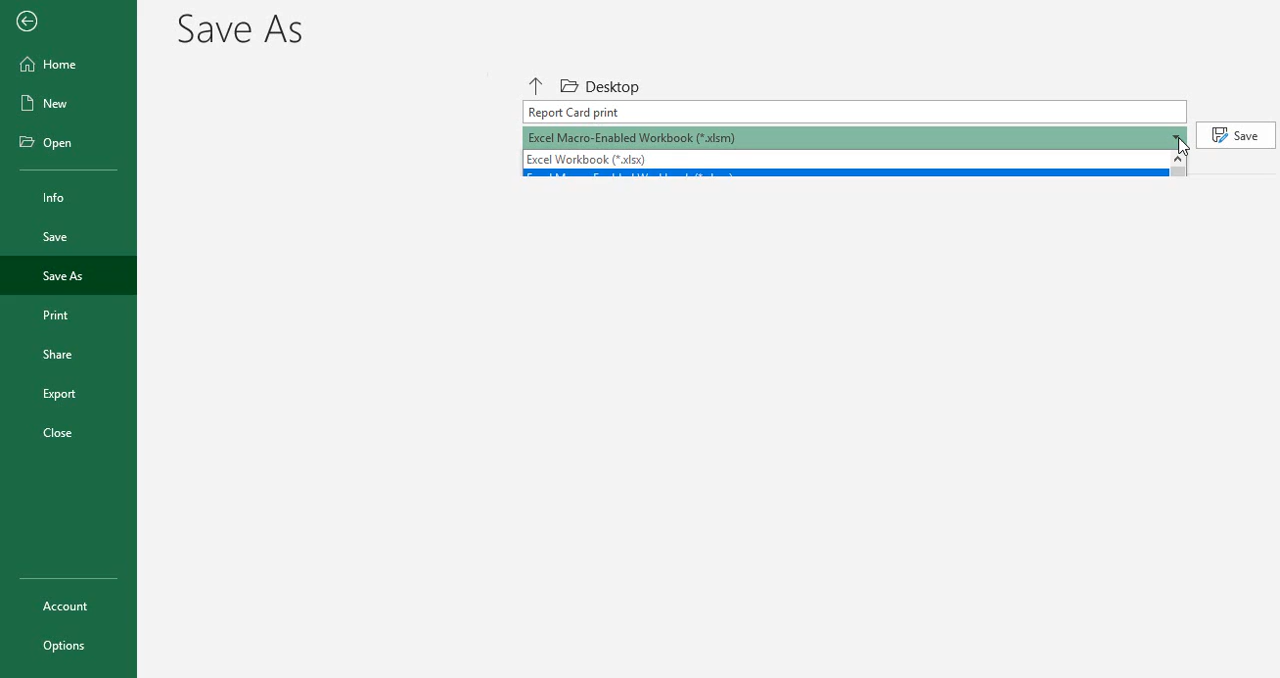 Save As
Home
New
Open
Info
Save
Save As
Print
Share
Export
Close
Account
Options
Desktop
Report Card print
Excel Macro-Enabled Workbook (*.xlsm)
Save
Excel Workbook (*.xlsx)